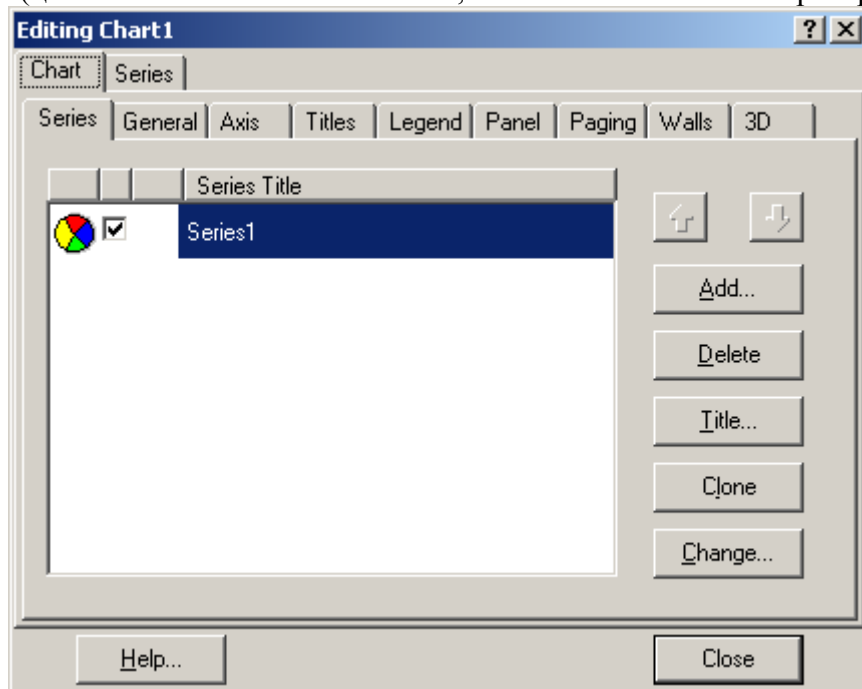 Editing Chart1
Chart Series
Series General Axis Titles Legend Panel Paging Walls 3D
Series Title
Series1
Add...
Delete
Title...
Clone
Change...
Help... Close